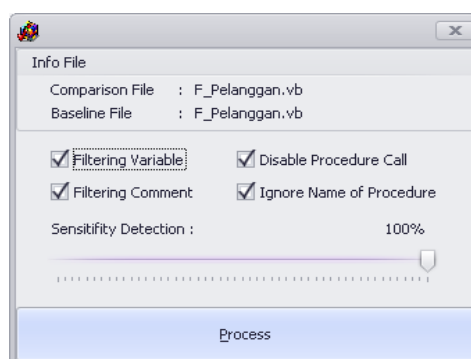 Info File
Comparison File : F_Pelanggan.vb
Baseline File : F_Pelanggan.vb
Filtering Variable Disable Procedure Call
Filtering Comment Ignore Name of Procedure
Sensitifity Detection : 100%
Process